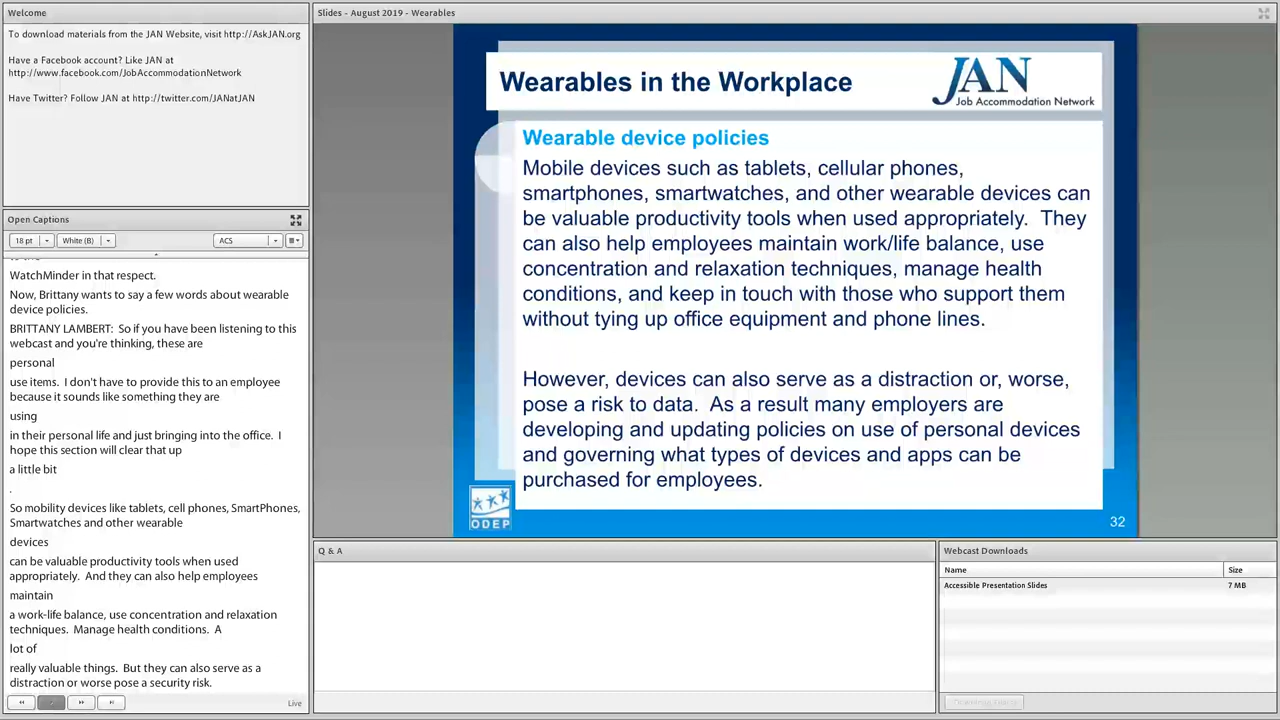 Welcome
To download materials from the JAN Website, visit http://AskJAN.org
Have a Facebook account? Like JAN at
http://www.facebook.com/JobAccommodationNetwork
Have Twitter? Follow JAN at http://twitter.com/JANatJAN
Open Captions
18 pt
White (B)
ACS
WatchMinder in that respect.
Now, Brittany wants to say a few words about wearable
device policies.
BRITTANY LAMBERT: So if you have been listening to this
webcast and you're thinking, these are
personal
use items. I don't have to provide this to an employee
because it sounds like something they are
using
in their personal life and just bringing into the office. I
hope this section will clear that up
a little bit
.
So mobility devices like tablets, cell phones, SmartPhones,
Smartwatches and other wearable
devices
can be valuable productivity tools when used
appropriately. And they can also help employees
maintain
a work-life balance, use concentration and relaxation
techniques. Manage health conditions. A
lot of
really valuable things. But they can also serve as a
distraction or worse pose a security risk.
Live
Slides - August 2019 - Wearables
Wearables in the Workplace
JAN
Job Accommodation Network
Wearable device policies
Mobile devices such as tablets, cellular phones,
smartphones, smartwatches, and other wearable devices can
be valuable productivity tools when used appropriately. They
can also help employees maintain work/life balance, use
concentration and relaxation techniques, manage health
conditions, and keep in touch with those who support them
without tying up office equipment and phone lines.
However, devices can also serve as a distraction or, worse,
pose a risk to data. As a result many employers are
developing and updating policies on use of personal devices
and governing what types of devices and apps can be
purchased for employees.
ODEP
32
Q & A
Webcast Downloads
Name
Size
Accessible Presentation Slides
7 MB